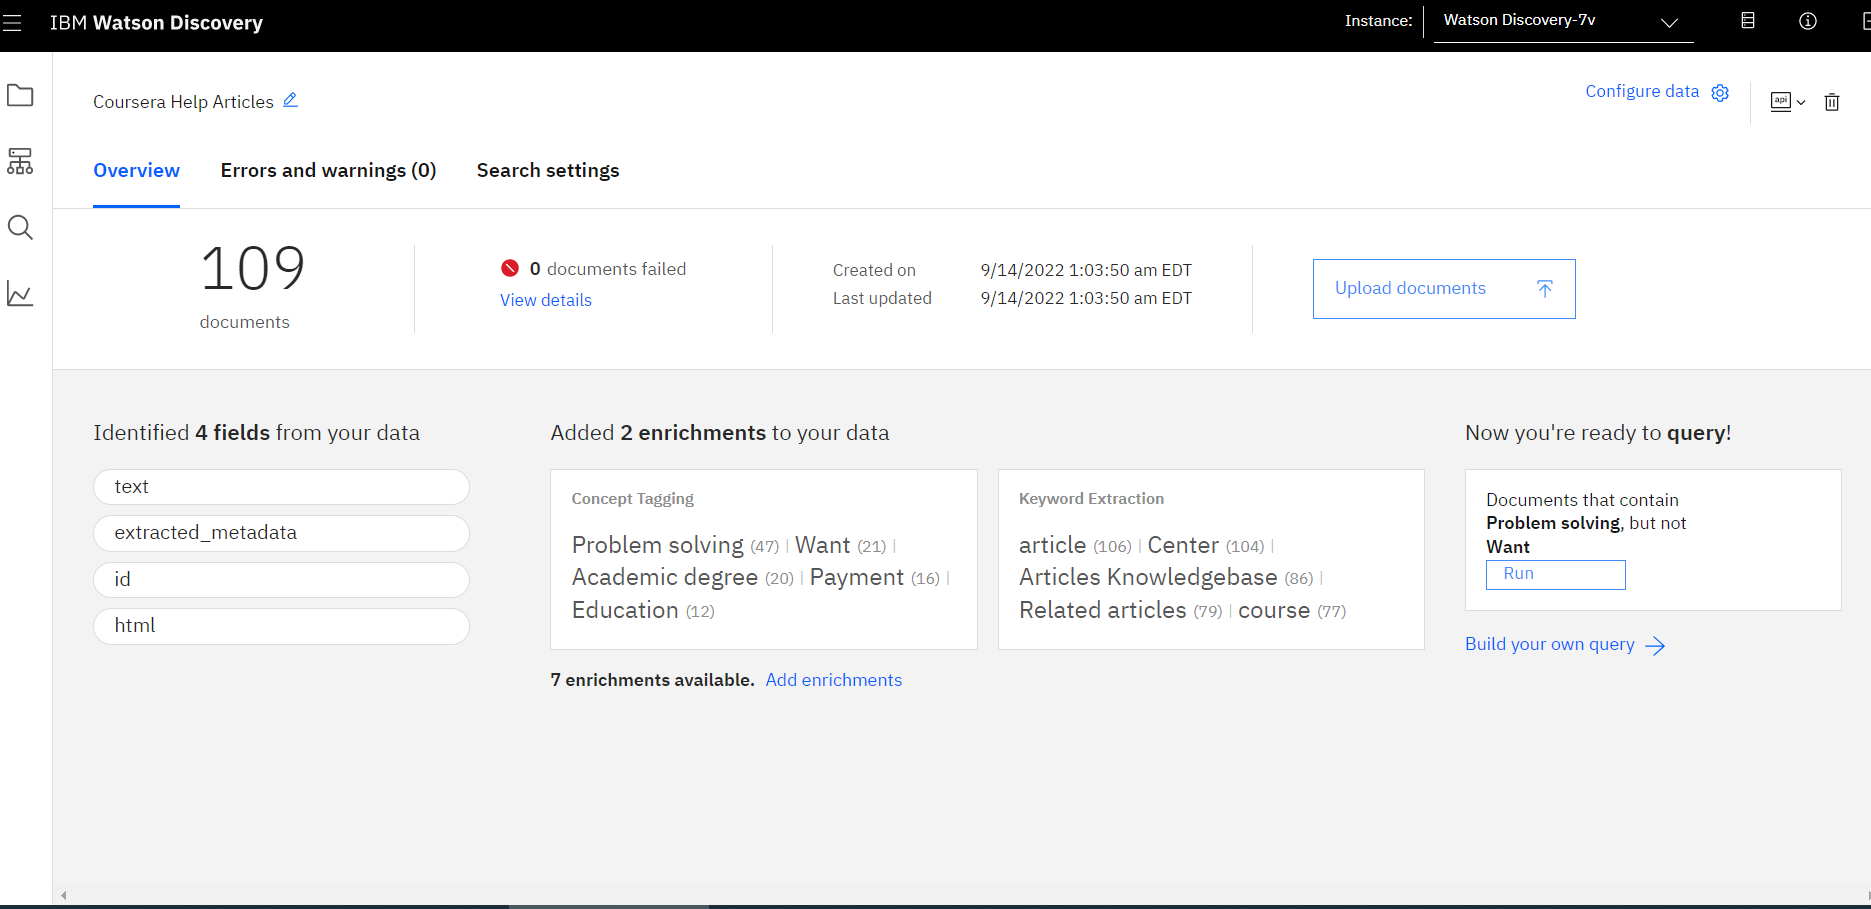 IBM Watson Discovery
Instance: Watson Discovery-7v
Coursera Help Articles
Configure data
api
Overview Errors and warnings (0) Search settings
109
documents
0 documents failed
View details
Created on 9/14/2022 1:03:50 am EDT
Last updated 9/14/2022 1:03:50 am EDT
Upload documents
Identified 4 fields from your data
text
extracted_metadata
id
html
Added 2 enrichments to your data
Concept Tagging
Problem solving (47) | Want (21) |
Academic degree (20) | Payment (16) |
Education (12)
Keyword Extraction
article (106) | Center (104) |
Articles Knowledgebase (86) |
Related articles (79) | course (77)
7 enrichments available. Add enrichments
Now you're ready to query!
Documents that contain
Problem solving, but not
Want
Run
Build your own query